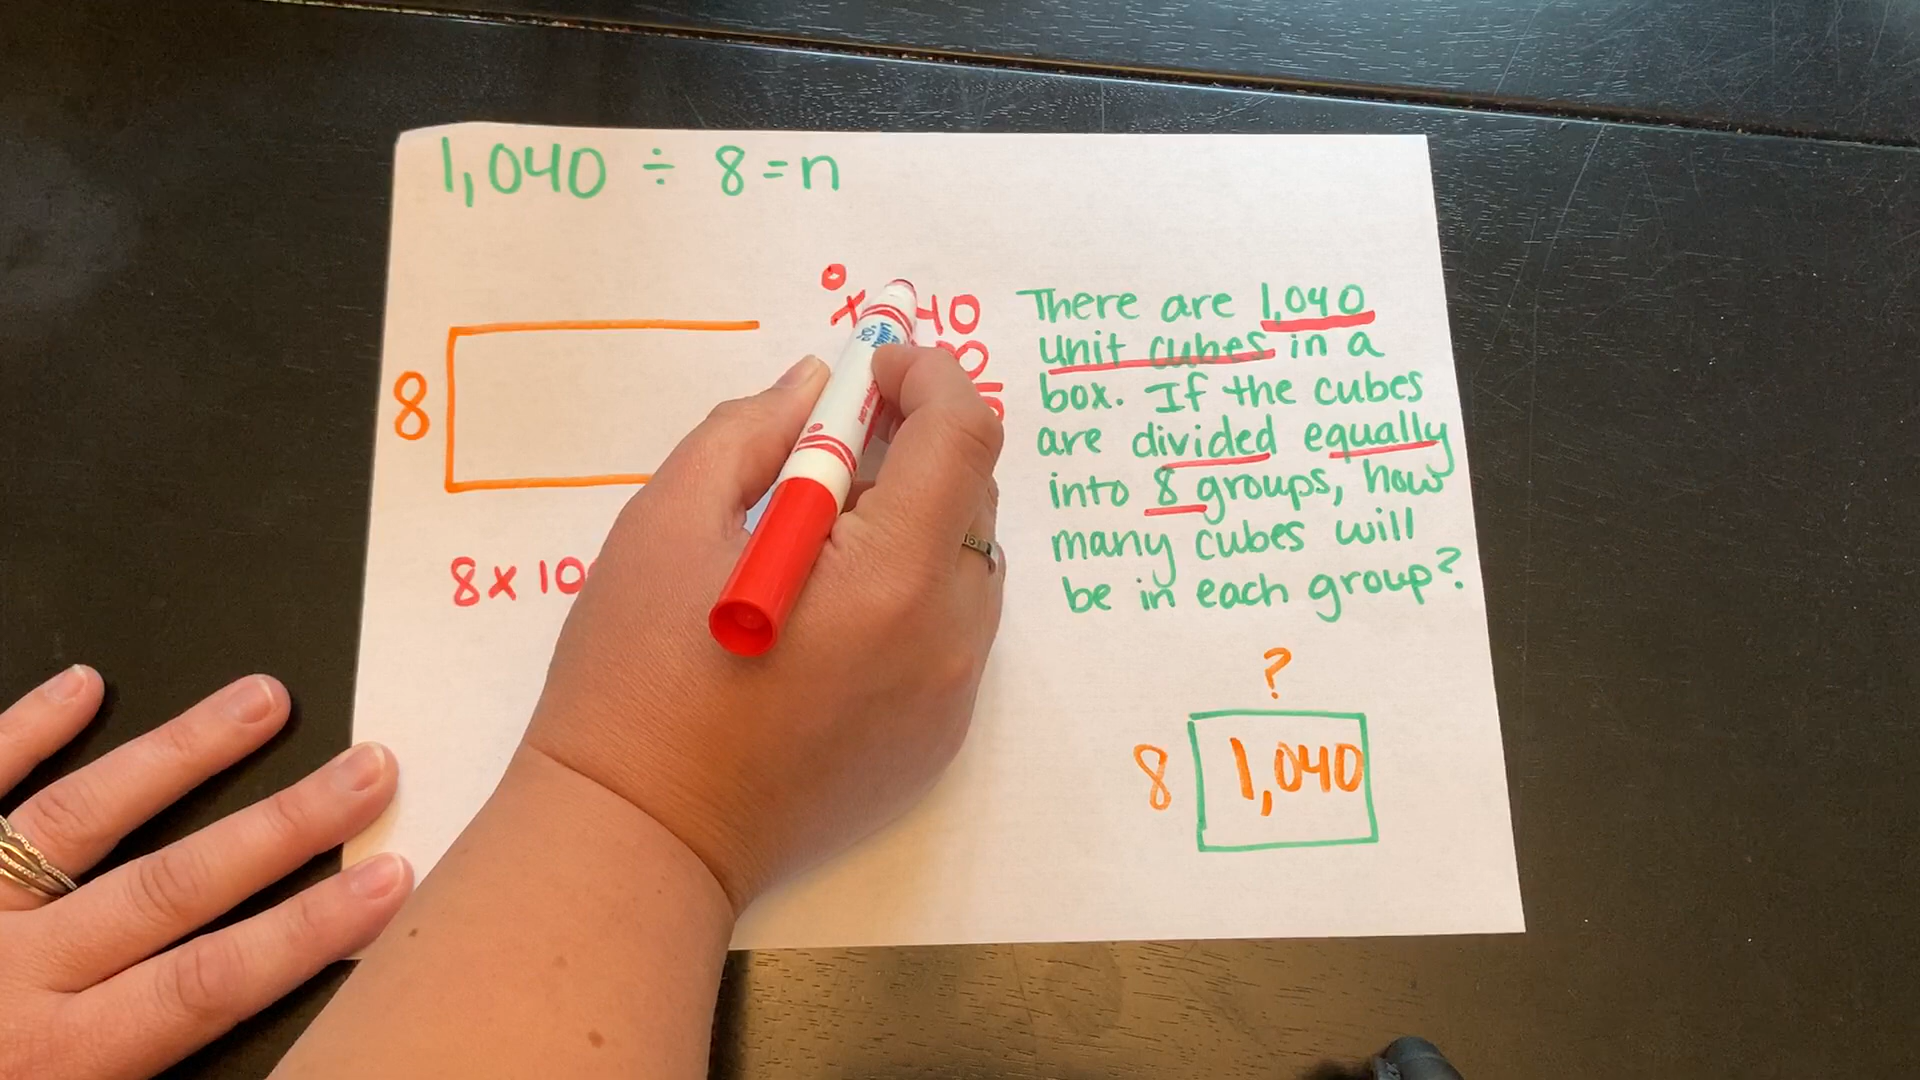 1,040 ÷ 8 = n
8
8 x 10
There are 1,040
unit cubes in a
box. If the cubes
are divided equally
into 8 groups, how
many cubes will
be in each group?
?
8
1,040